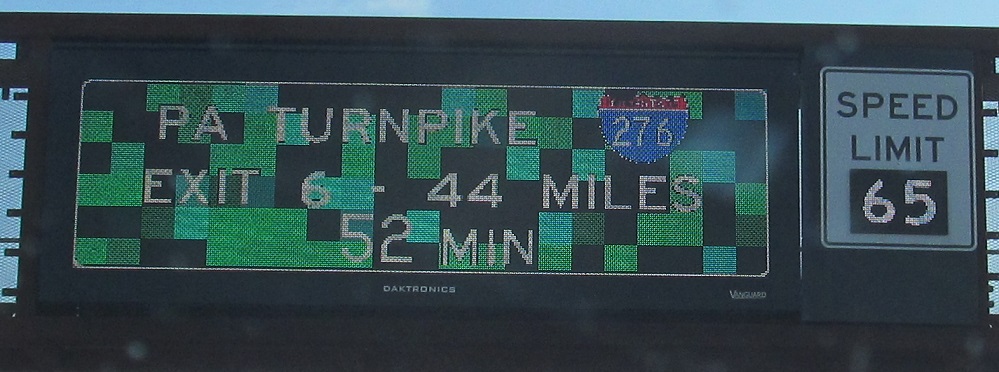 PA TURNPIKE
276
EXIT 6 - 44 MILES
52 MIN
DAKTRONICS
VANGUARD
SPEED
LIMIT
65